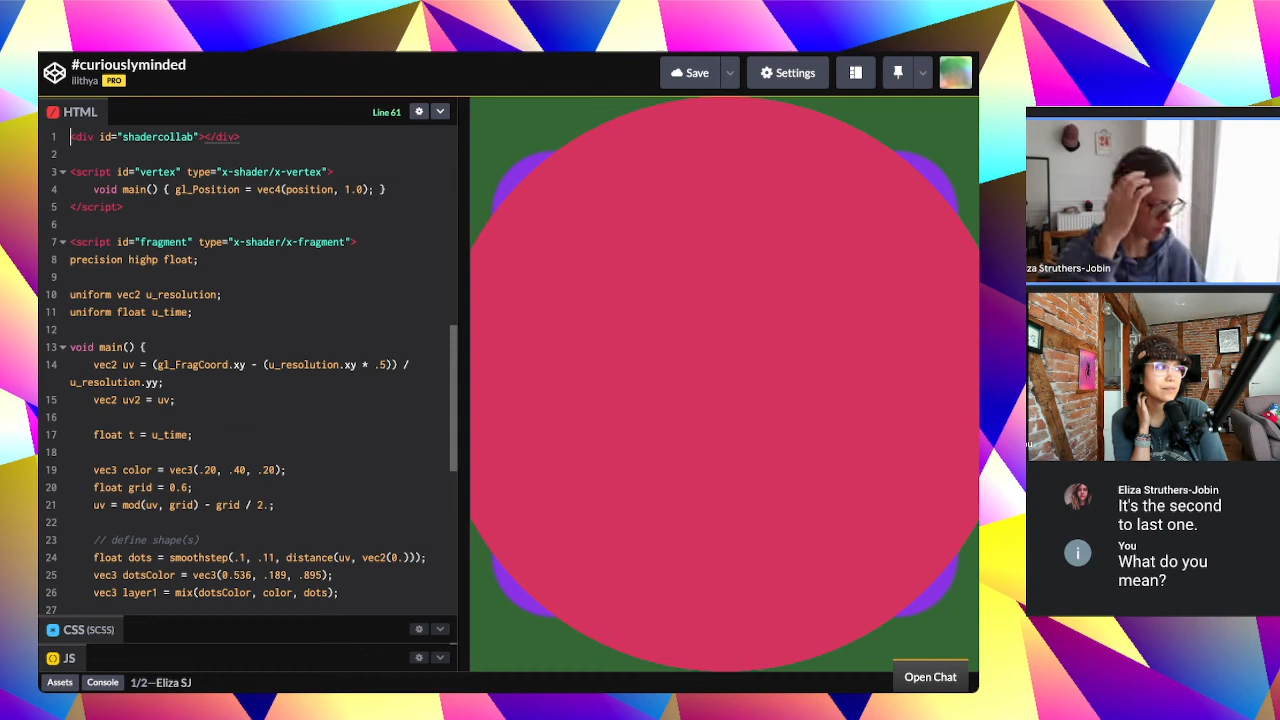 #curiouslyminded
ilithya PRO
Save
Settings
HTML
Line 61
1 <div id="shadercollab"></div>
2
3 <script id="vertex" type="x-shader/x-vertex">
4 void main() { gl_Position = vec4(position, 1.0); }
5 </script>
6
7 <script id="fragment" type="x-shader/x-fragment">
8 precision highp float;
9
10 uniform vec2 u_resolution;
11 uniform float u_time;
12
13 void main() {
14 vec2 uv = (gl_FragCoord.xy - (u_resolution.xy * .5)) /
u_resolution.yy;
15 vec2 uv2 = uv;
16
17 float t = u_time;
18
19 vec3 color = vec3(.20, .40, .20);
20 float grid = 0.6;
21 uv = mod(uv, grid) - grid / 2.;
22
23 // define shape(s)
24 float dots = smoothstep(.1, .11, distance(uv, vec2(0.)));
25 vec3 dotsColor = vec3(0.536, .189, .895);
26 vec3 layer1 = mix(dotsColor, color, dots);
27
CSS (SCSS)
JS
Assets
Console
1/2—Eliza SJ
Open Chat
za Struthers-Jobin
Eliza Struthers-Jobin
It's the second
to last one.
i
You
What do you
mean?